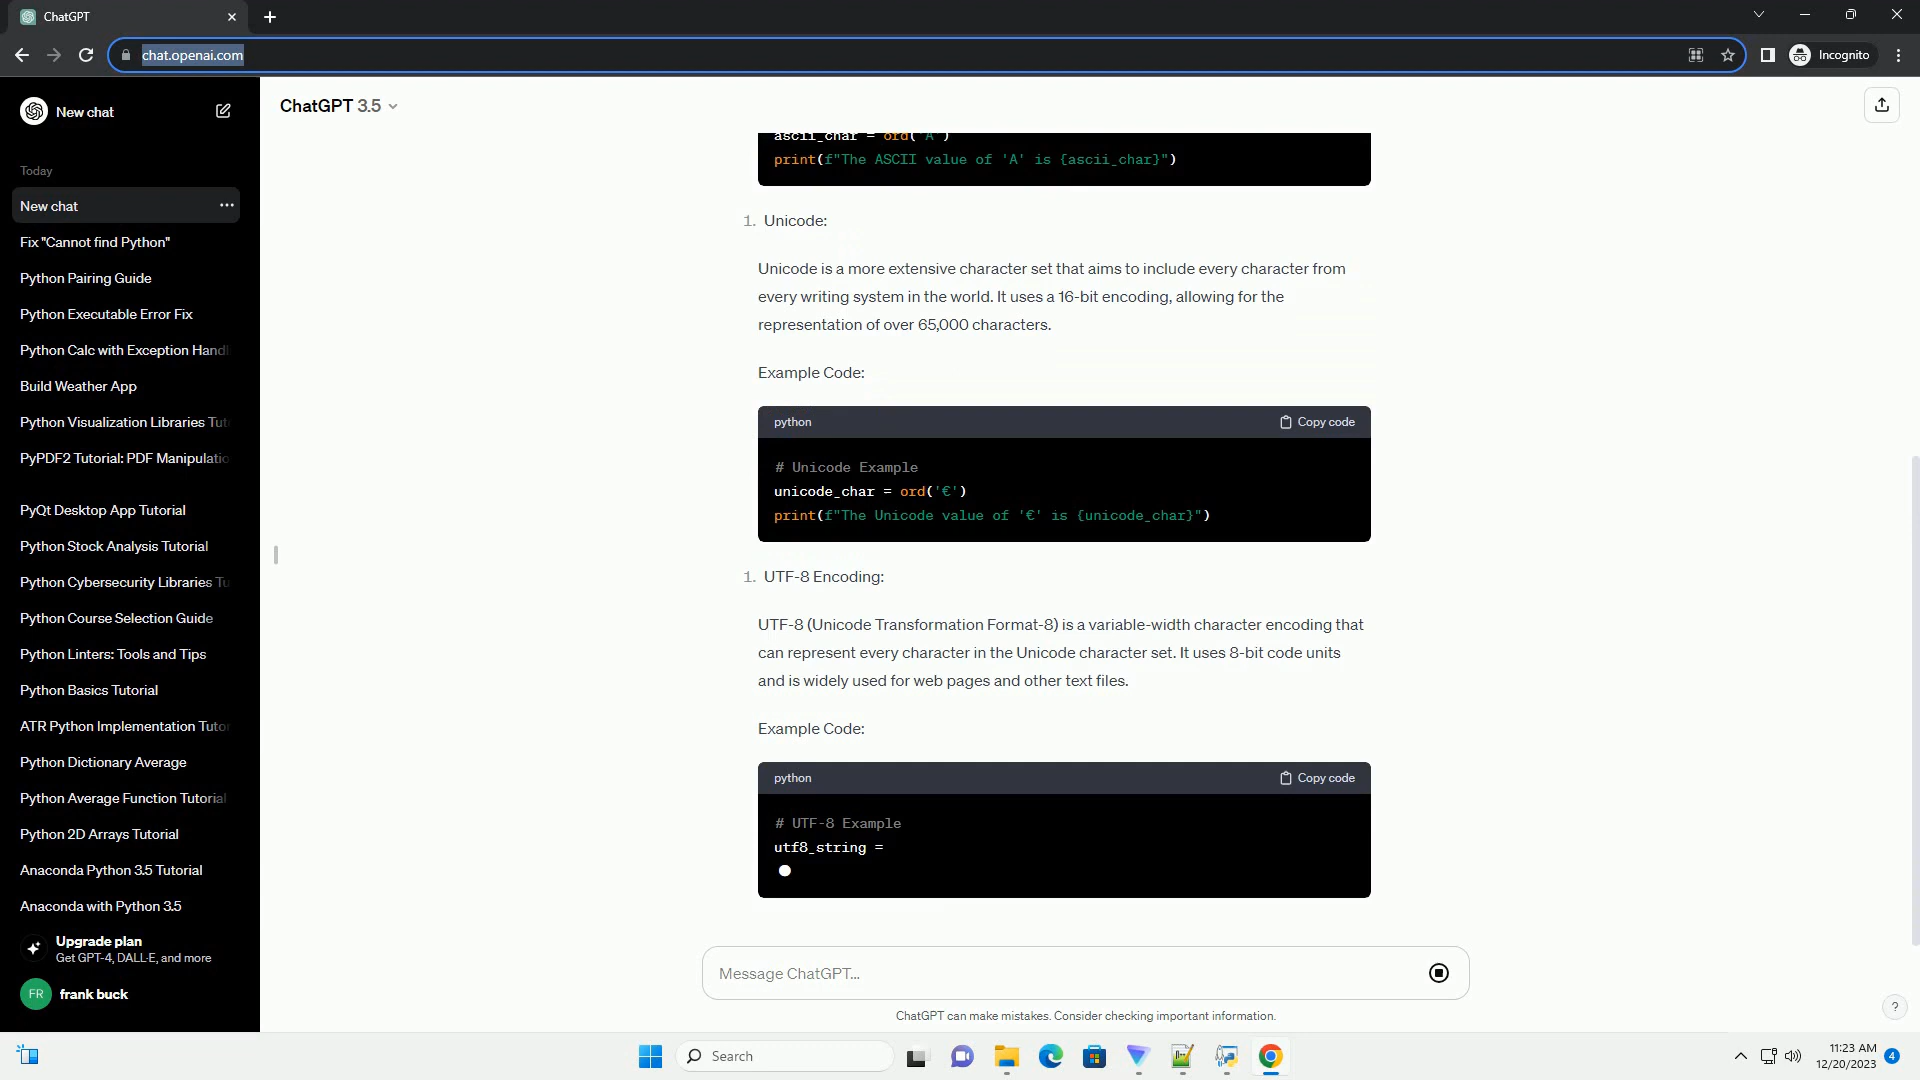 ChatGPT
chat.openai.com
Incognito
New chat
ChatGPT 3.5
Today
New chat
Fix "Cannot find Python"
Python Pairing Guide
Python Executable Error Fix
Python Calc with Exception Handl
Build Weather App
Python Visualization Libraries Tut
PyPDF2 Tutorial: PDF Manipulatio
PyQt Desktop App Tutorial
Python Stock Analysis Tutorial
Python Cybersecurity Libraries Tu
Python Course Selection Guide
Python Linters: Tools and Tips
Python Basics Tutorial
ATR Python Implementation Tutor
Python Dictionary Average
Python Average Function Tutorial
Python 2D Arrays Tutorial
Anaconda Python 3.5 Tutorial
Anaconda with Python 3.5
Upgrade plan
Get GPT-4, DALL·E, and more
FR frank buck
ascii_char = ord('A')
print(f"The ASCII value of 'A' is {ascii_char}")
1. Unicode:
Unicode is a more extensive character set that aims to include every character from
every writing system in the world. It uses a 16-bit encoding, allowing for the
representation of over 65,000 characters.
Example Code:
python Copy code
# Unicode Example
unicode_char = ord('€')
print(f"The Unicode value of '€' is {unicode_char}")
1. UTF-8 Encoding:
UTF-8 (Unicode Transformation Format-8) is a variable-width character encoding that
can represent every character in the Unicode character set. It uses 8-bit code units
and is widely used for web pages and other text files.
Example Code:
python Copy code
# UTF-8 Example
utf8_string =
Message ChatGPT...
ChatGPT can make mistakes. Consider checking important information.
?
Search
11:23 AM
12/20/2023
4